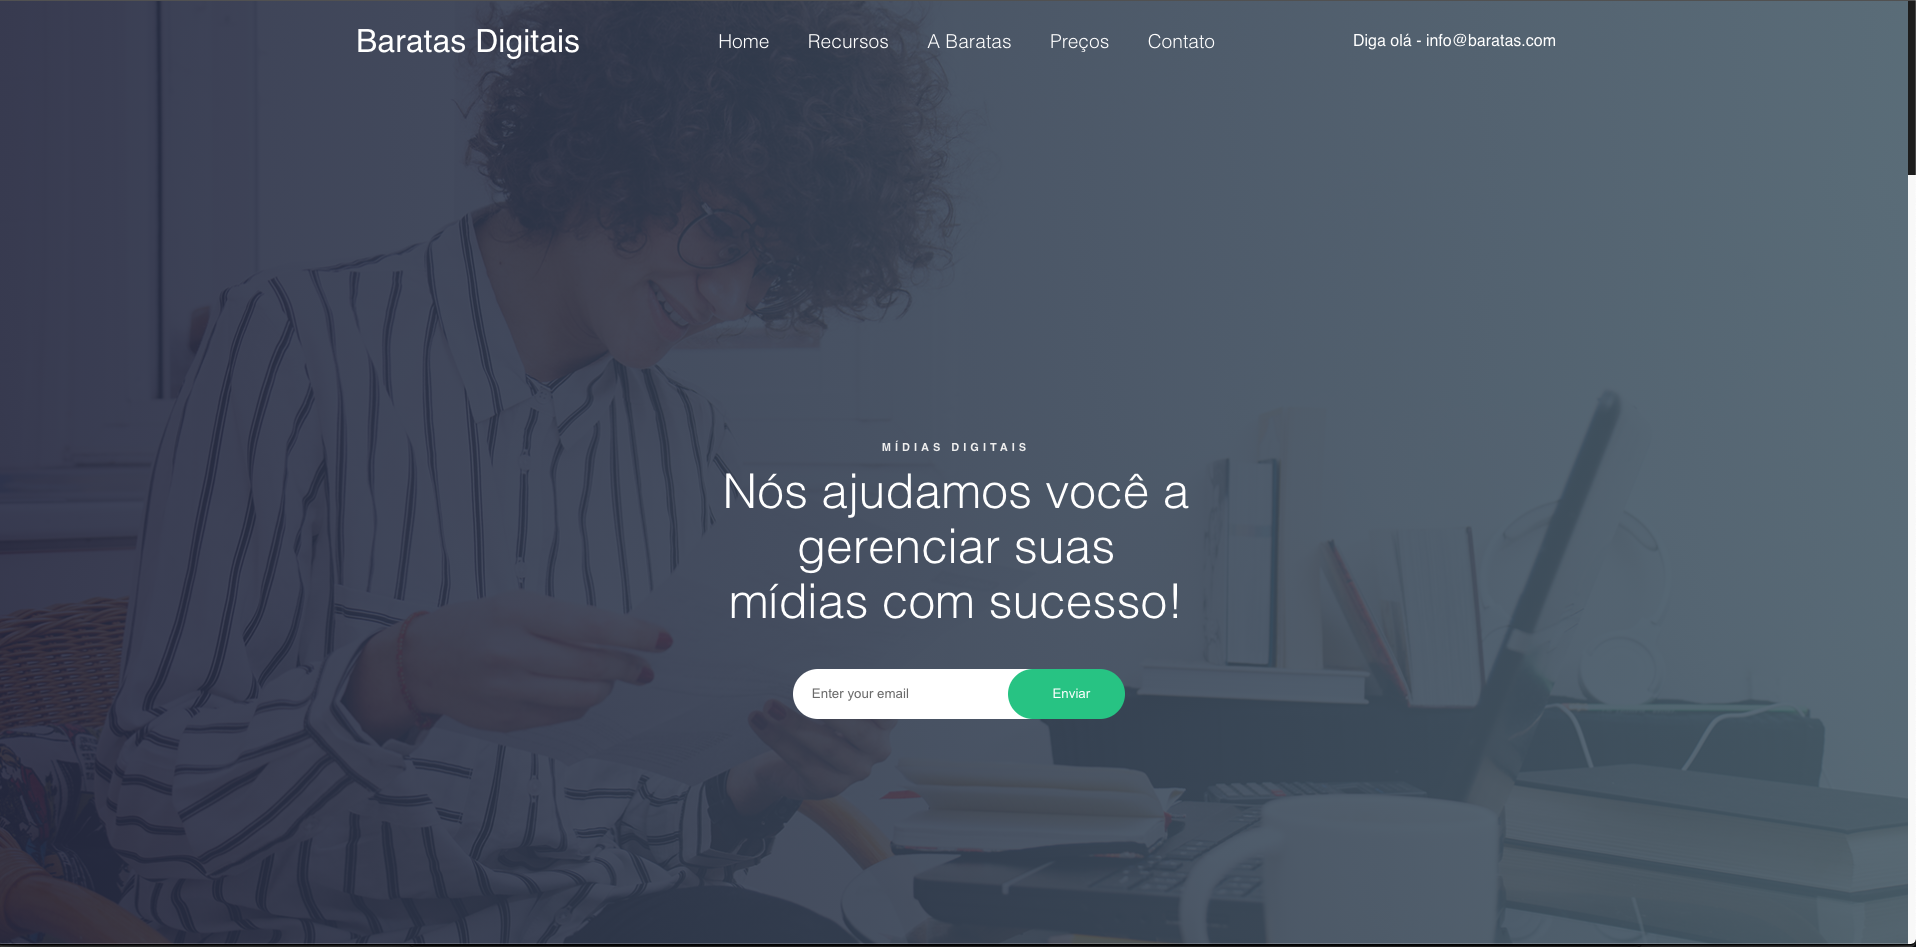 Baratas Digitais
Home Recursos A Baratas Preços Contato
Diga olá - info@baratas.com
MÍDIAS DIGITAIS
Nós ajudamos você a
gerenciar suas
mídias com sucesso!
Enter your email Enviar